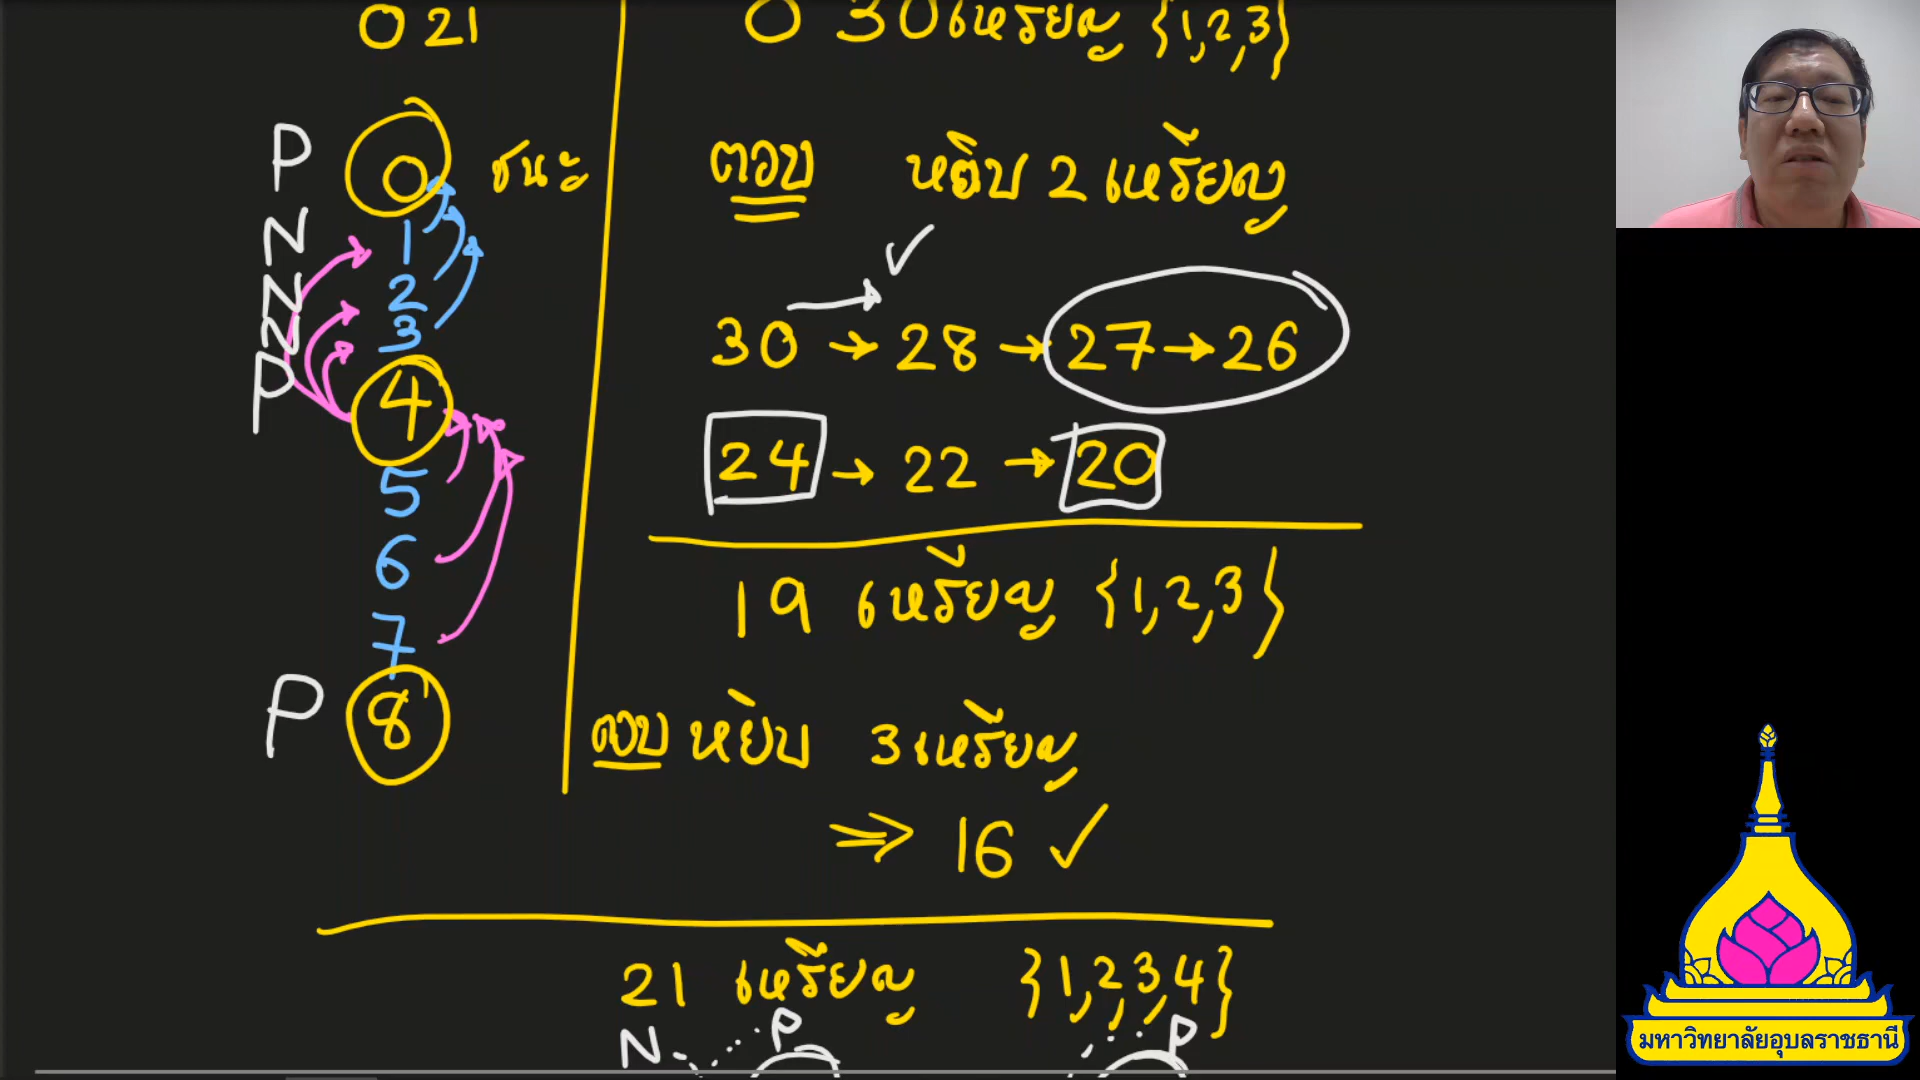 0 21
P 0 ชนะ
N 1
N 2
N 3
P 4
5
6
7
P 8
0 30 เหรียญ {1,2,3}
ตอบ หยิบ 2 เหรียญ
✓
30 → 28 → 27 → 26
24 → 22 → 20
19 เหรียญ {1,2,3}
ตอบ หยิบ 3 เหรียญ
⇒ 16 ✓
21 เหรียญ {1,2,3,4}
N P P
มหาวิทยาลัยอุบลราชธานี